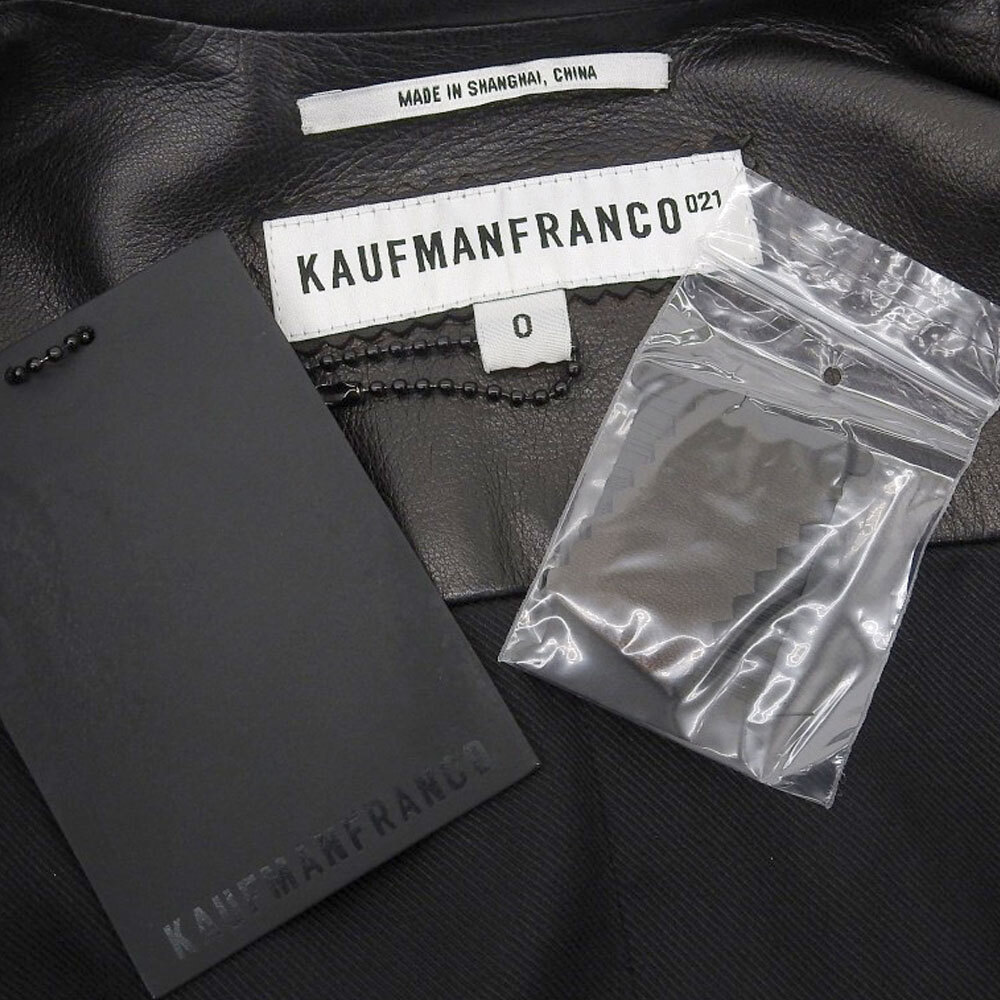 MADE IN SHANGHAI, CHINA
KAUFMANFRANCO021
0
KAUFMANFRANCO